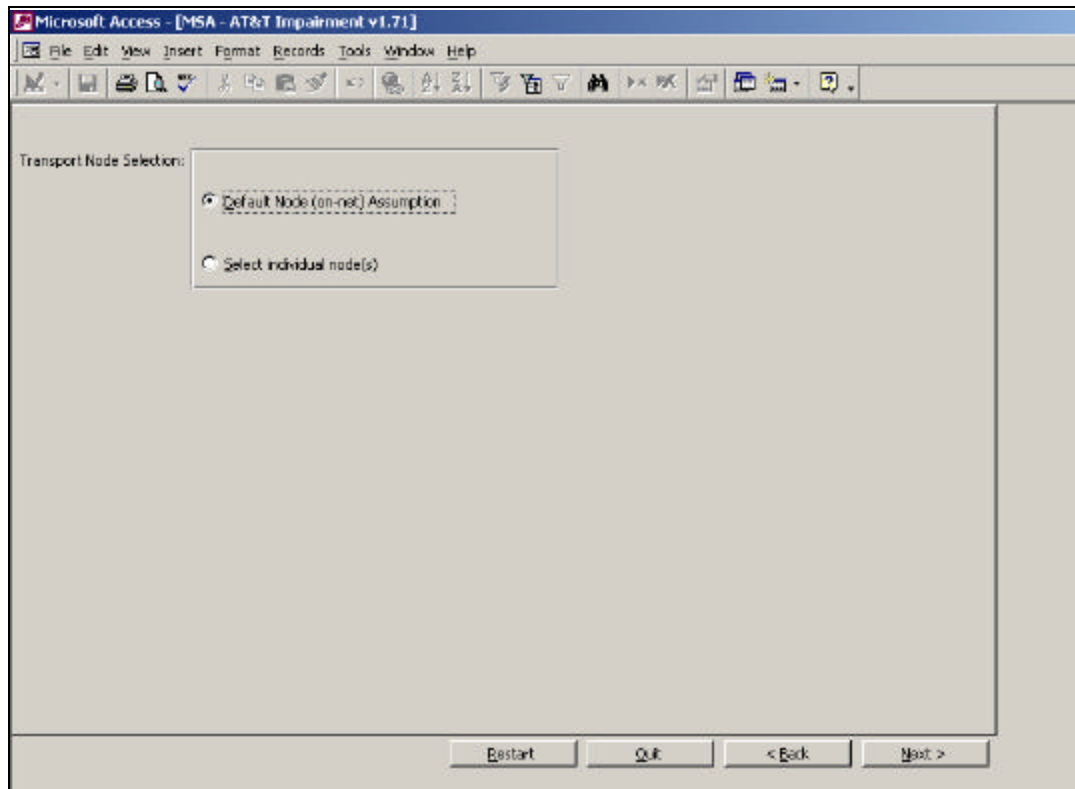 Microsoft Access - [MSA - AT&T Impairment v1.71]
File Edit View Insert Format Records Tools Window Help
Transport Node Selection:
Default Node (on-net) Assumption
Select individual node(s)
Restart Quit < Back Next >